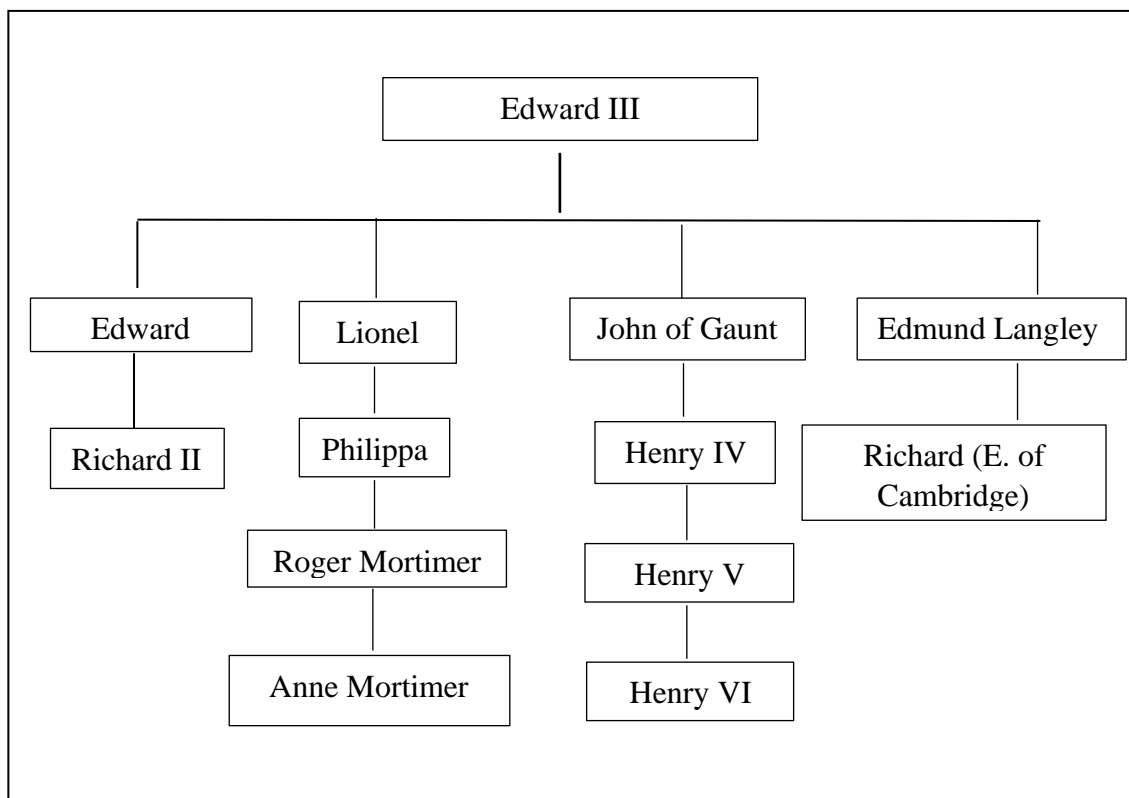 Edward III
Edward
Lionel
John of Gaunt
Edmund Langley
Richard II
Philippa
Henry IV
Richard (E. of
Cambridge)
Roger Mortimer
Henry V
Anne Mortimer
Henry VI